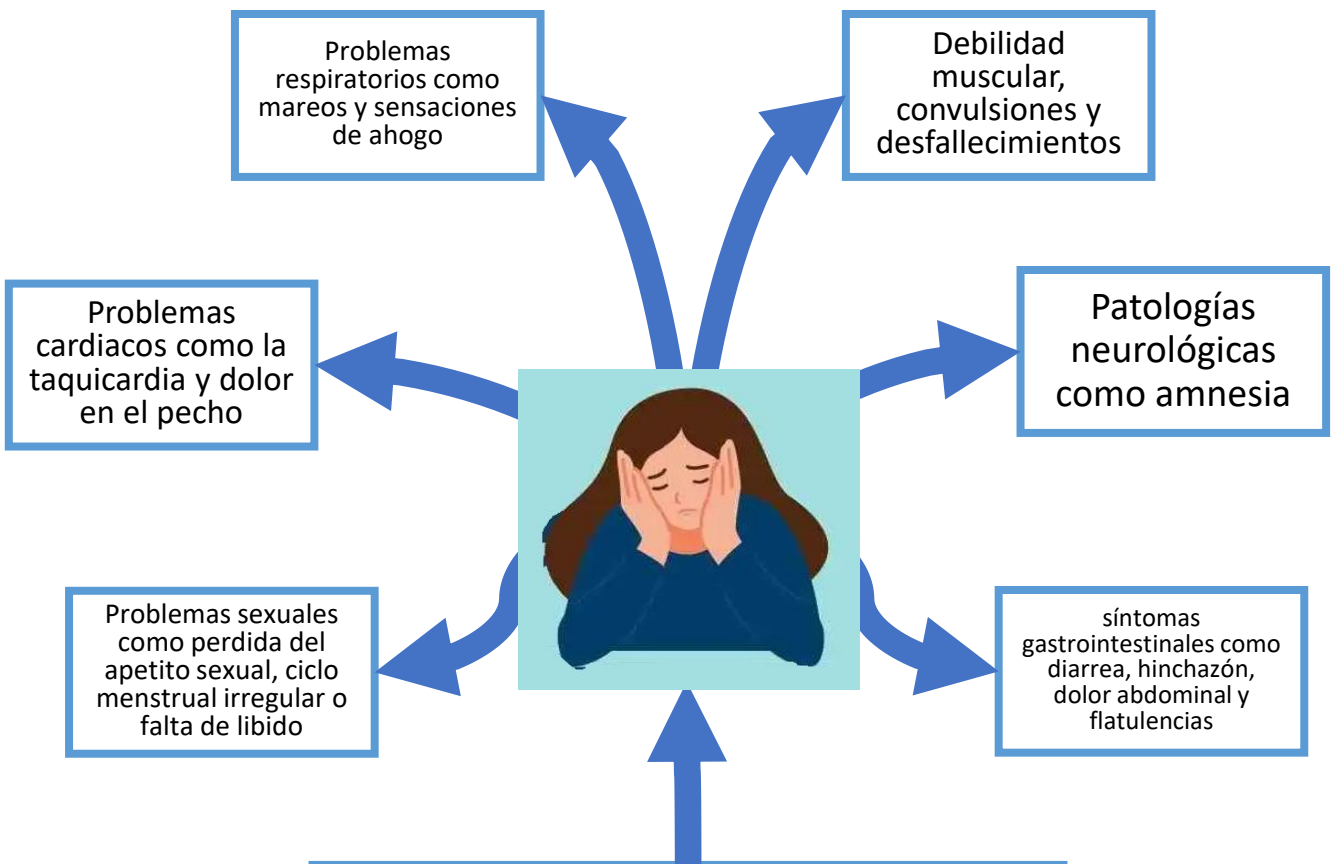 Problemas
respiratorios como
mareos y sensaciones
de ahogo
Debilidad
muscular,
convulsiones y
desfallecimientos
Problemas
cardiacos como la
taquicardia y dolor
en el pecho
Patologías
neurológicas
como amnesia
Problemas sexuales
como perdida del
apetito sexual, ciclo
menstrual irregular o
falta de libido
síntomas
gastrointestinales como
diarrea, hinchazón,
dolor abdominal y
flatulencias